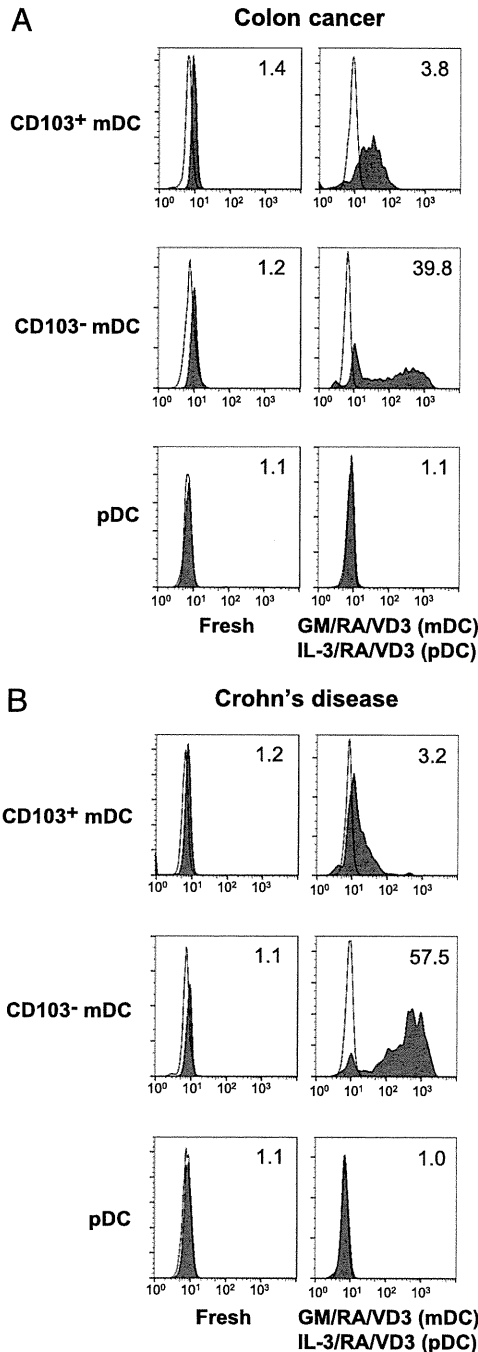 A
Colon cancer
CD103+ mDC
1.4
3.8
10⁰ 10¹ 10² 10³
10⁰ 10¹ 10² 10³
CD103- mDC
1.2
39.8
10⁰ 10¹ 10² 10³
10⁰ 10¹ 10² 10³
pDC
1.1
1.1
10⁰ 10¹ 10² 10³
10⁰ 10¹ 10² 10³
Fresh
GM/RA/VD3 (mDC)
IL-3/RA/VD3 (pDC)
B
Crohn's disease
CD103+ mDC
1.2
3.2
10⁰ 10¹ 10² 10³
10⁰ 10¹ 10² 10³
CD103- mDC
1.1
57.5
10⁰ 10¹ 10² 10³
10⁰ 10¹ 10² 10³
pDC
1.1
1.0
10⁰ 10¹ 10² 10³
10⁰ 10¹ 10² 10³
Fresh
GM/RA/VD3 (mDC)
IL-3/RA/VD3 (pDC)